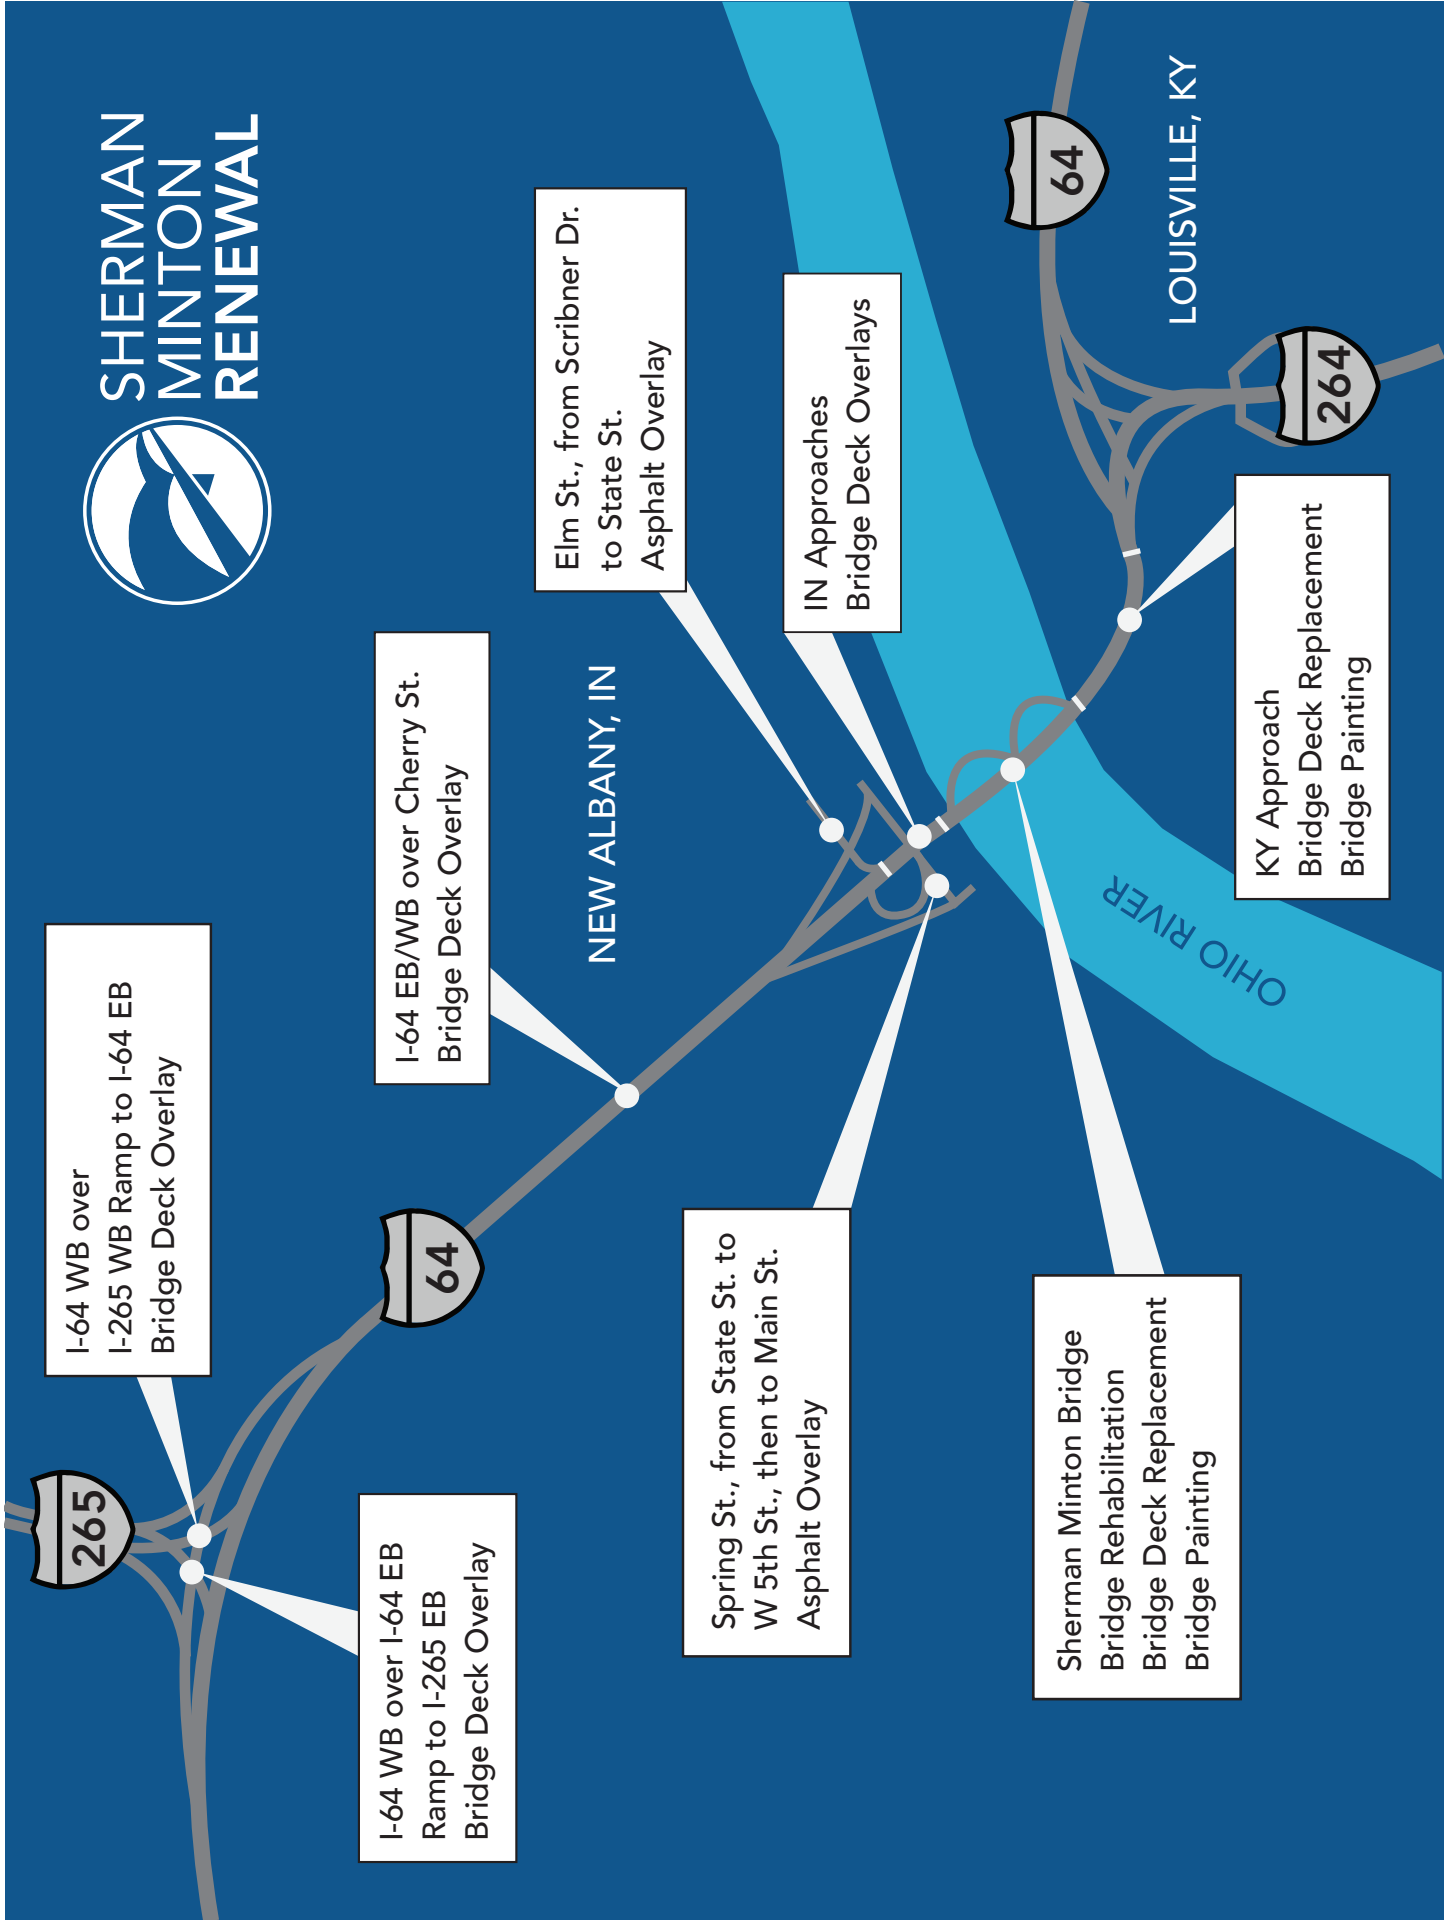 SHERMAN
MINTON
RENEWAL
265
I-64 WB over
I-265 WB Ramp to I-64 EB
Bridge Deck Overlay
I-64 WB over I-64 EB
Ramp to I-265 EB
Bridge Deck Overlay
64
I-64 EB/WB over Cherry St.
Bridge Deck Overlay
Elm St., from Scribner Dr.
to State St.
Asphalt Overlay
NEW ALBANY, IN
IN Approaches
Bridge Deck Overlays
Spring St., from State St. to
W 5th St., then to Main St.
Asphalt Overlay
Sherman Minton Bridge
Bridge Rehabilitation
Bridge Deck Replacement
Bridge Painting
OHIO RIVER
KY Approach
Bridge Deck Replacement
Bridge Painting
64
LOUISVILLE, KY
264